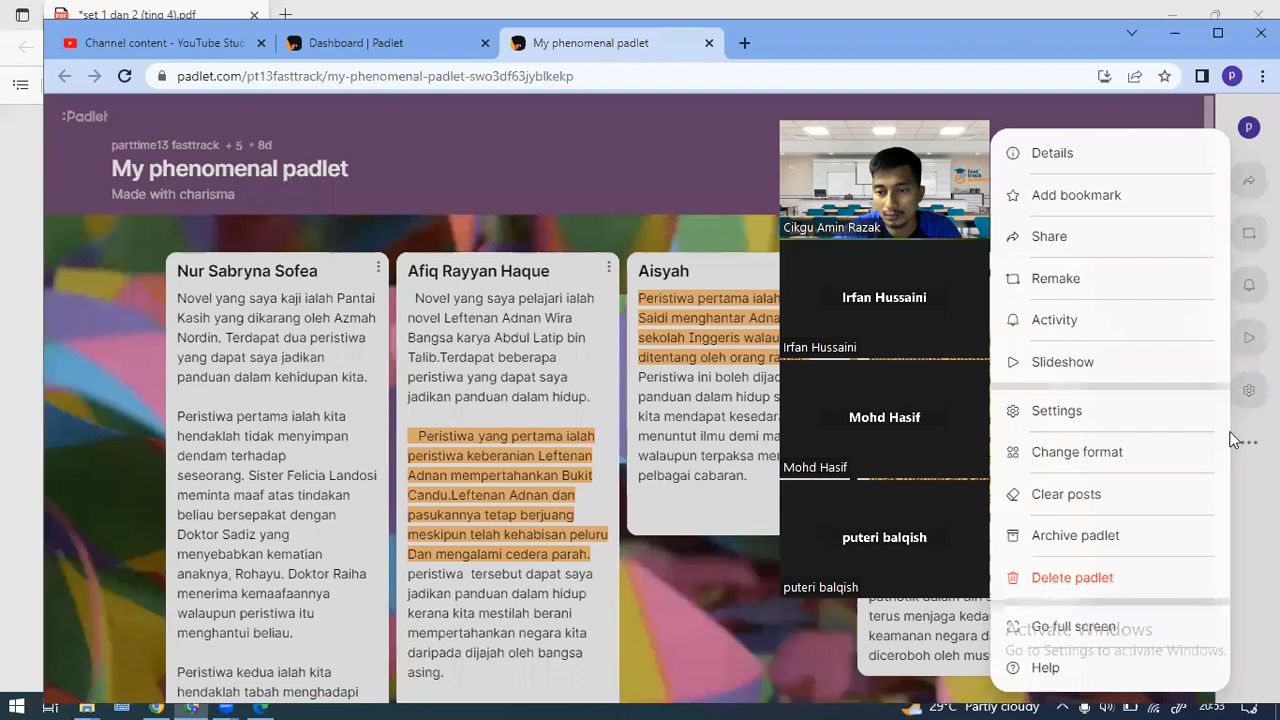 "set 1 dan 2 (4).pdf"
Channel content - YouTube Stu
Dashboard | Padlet
My phenomenal padlet
padlet.com/pt13fasttrack/my-phenomenal-padlet-swo3df63jyblkekp
:Padlet
parttime13 fasttrack + 5 • 8d
My phenomenal padlet
Made with charisma
Nur Sabryna Sofea
Novel yang saya kaji ialah Pantai
Kasih yang dikarang oleh Azmah
Nordin. Terdapat dua peristiwa
yang dapat saya jadikan
panduan dalam kehidupan kita.
Peristiwa pertama ialah kita
hendaklah tidak menyimpan
dendam terhadap
seseorang. Sister Felicia Landosi
meminta maaf atas tindakan
beliau bersepakat dengan
Doktor Sadiz yang
menyebabkan kematian
anaknya, Rohayu. Doktor Raiha
menerima kemaafaannya
walaupun peristiwa itu
menghantui beliau.
Peristiwa kedua ialah kita
hendaklah tabah menghadapi
Afiq Rayyan Haque
Novel yang saya pelajari ialah
novel Leftenan Adnan Wira
Bangsa karya Abdul Latip bin
Talib.Terdapat beberapa
peristiwa yang dapat saya
jadikan panduan dalam hidup.
Peristiwa yang pertama ialah
peristiwa keberanian Leftenan
Adnan mempertahankan Bukit
Candu.Leftenan Adnan dan
pasukannya tetap berjuang
meskipun telah kehabisan peluru
Dan mengalami cedera parah.
peristiwa tersebut dapat saya
jadikan panduan dalam hidup
kerana kita mestilah berani
mempertahankan negara kita
daripada dijajah oleh bangsa
asing.
Aisyah
Peristiwa pertama ialah
Saidi menghantar Adna
sekolah Inggeris walau
ditentang oleh orang ra
Peristiwa ini boleh dijad
panduan dalam hidup k
kita mendapat kesedar
menuntut ilmu demi ma
walaupun terpaksa men
pelbagai cabaran.
terus menjaga keda
keamanan negara d
diceroboh oleh mus
Cikgu Amin Razak
Irfan Hussaini
Irfan Hussaini
Mohd Hasif
Mohd Hasif
puteri balqish
puteri balqish
P
P
Details
Add bookmark
Share
Remake
Activity
Slideshow
Settings
Change format
Clear posts
Archive padlet
Delete padlet
Go full screen
Help
Activate Windows
Go to Settings to activate Windows.
29°C Partly cloudy
20:53